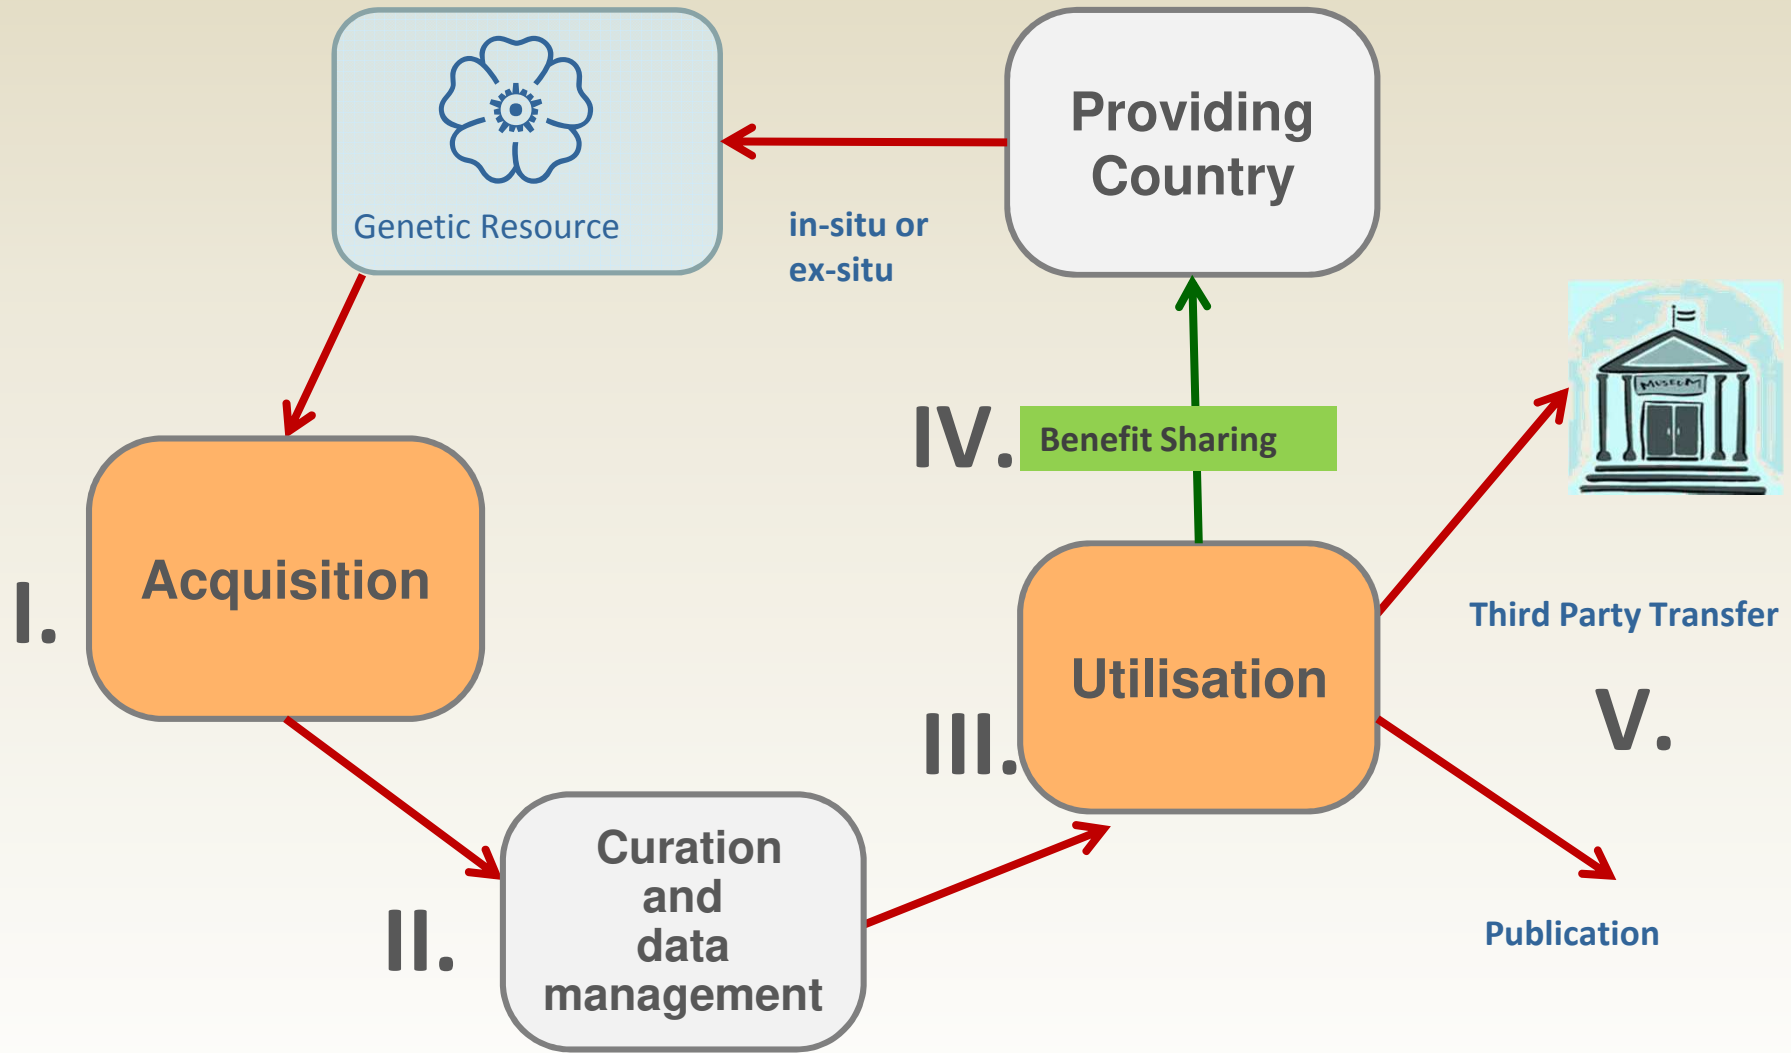 Providing
Country
Genetic Resource
in-situ or
ex-situ
MUSEUM
IV.
Benefit Sharing
I.
Acquisition
Third Party Transfer
III.
Utilisation
V.
II.
Curation
and
data
management
Publication